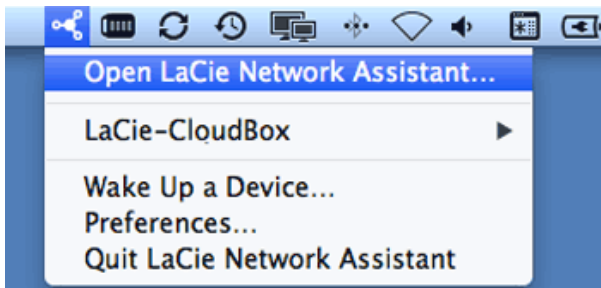 Open LaCie Network Assistant...
LaCie-CloudBox
Wake Up a Device...
Preferences...
Quit LaCie Network Assistant